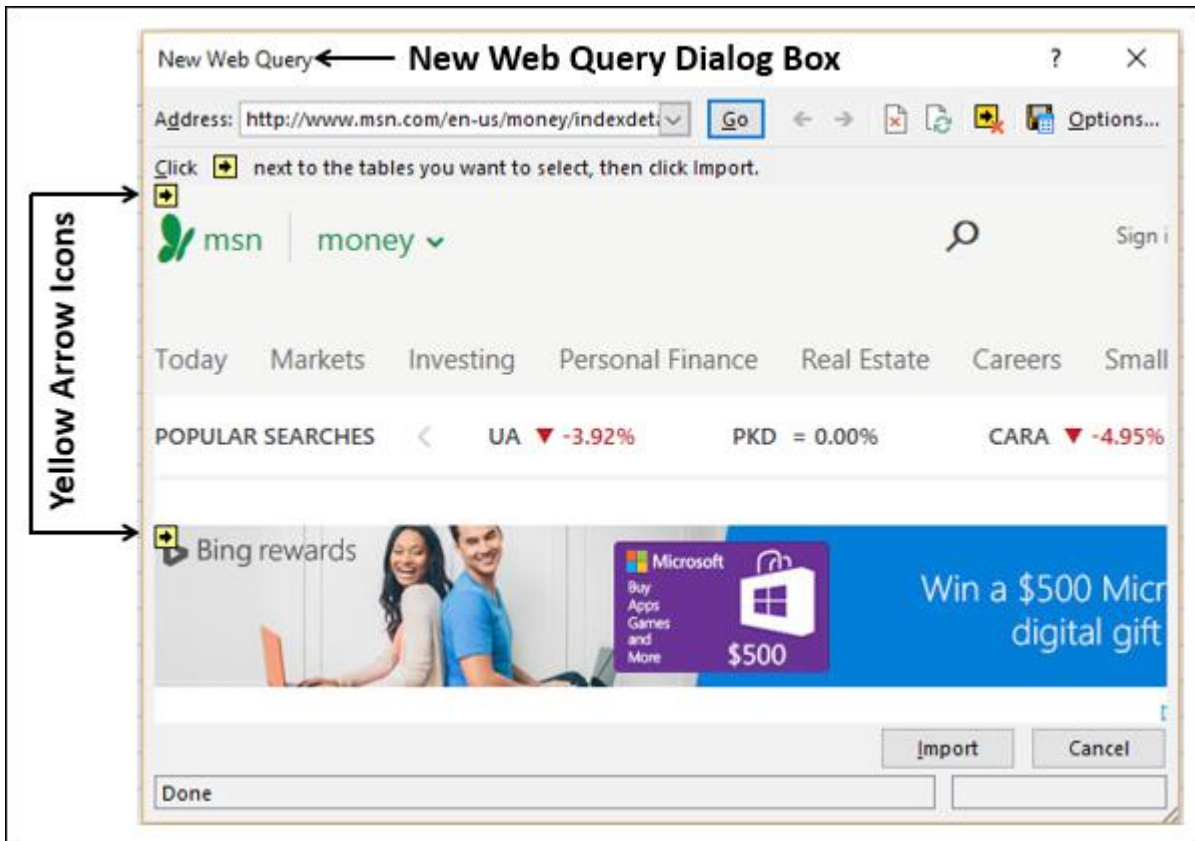 New Web Query New Web Query Dialog Box ?
Address: http://www.msn.com/en-us/money/indexdeta Go Options...
Click next to the tables you want to select, then click Import.
Yellow Arrow Icons
msn money Sign i
Today Markets Investing Personal Finance Real Estate Careers Small
POPULAR SEARCHES < UA ▼ -3.92% PKD = 0.00% CARA ▼ -4.95%
Bing rewards
Microsoft
Buy
Apps
Games
and
More $500
Win a $500 Micr
digital gift
Import Cancel
Done